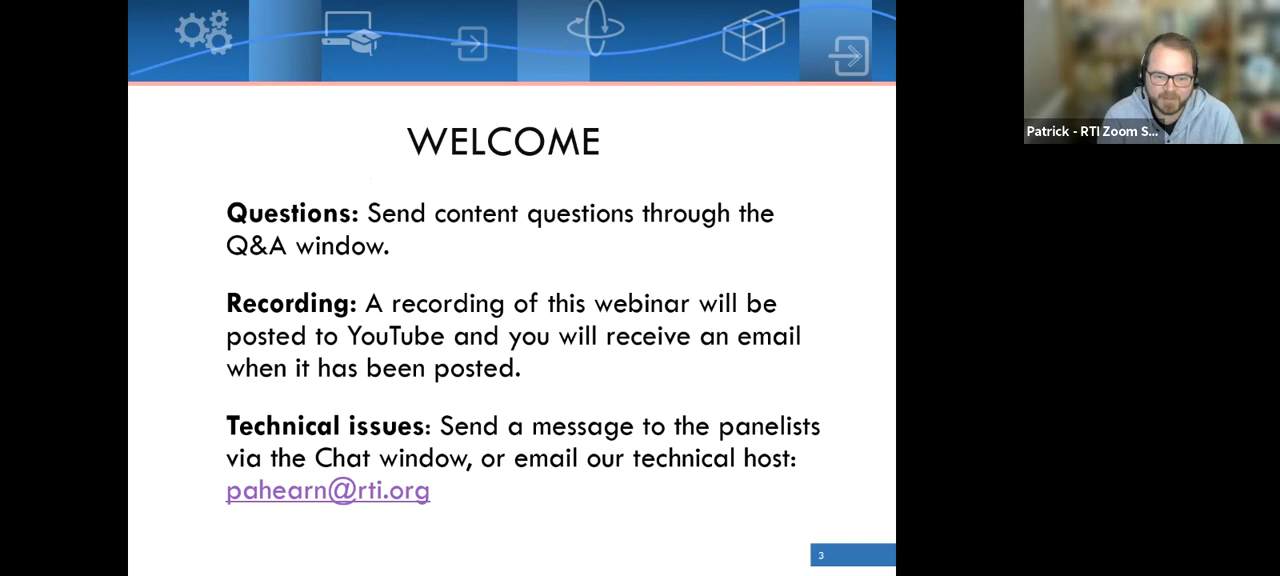 WELCOME
Questions: Send content questions through the
Q&A window.
Recording: A recording of this webinar will be
posted to YouTube and you will receive an email
when it has been posted.
Technical issues: Send a message to the panelists
via the Chat window, or email our technical host:
pahearn@rti.org
3
Patrick - RTI Zoom S...